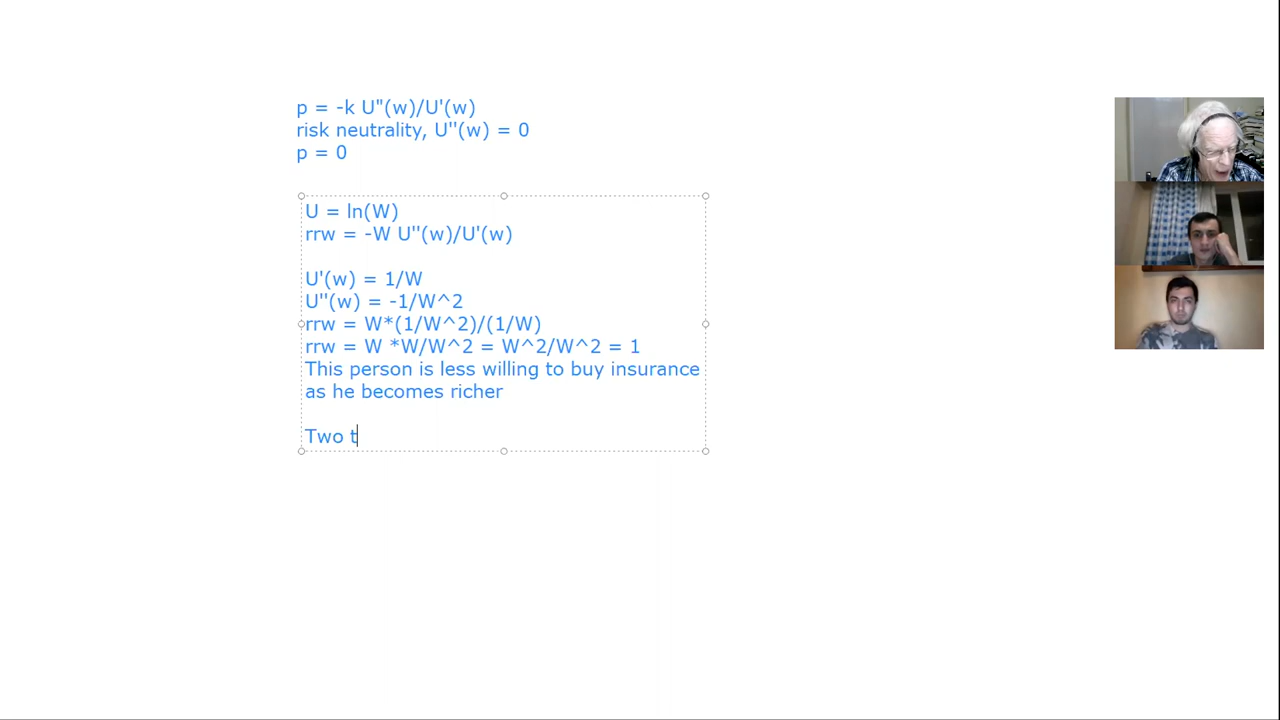 p = -k U"(w)/U'(w)
risk neutrality, U''(w) = 0
p = 0
U = ln(W)
rrw = -W U''(w)/U'(w)
U'(w) = 1/W
U''(w) = -1/W^2
rrw = W*(1/W^2)/(1/W)
rrw = W *W/W^2 = W^2/W^2 = 1
This person is less willing to buy insurance
as he becomes richer
Two t